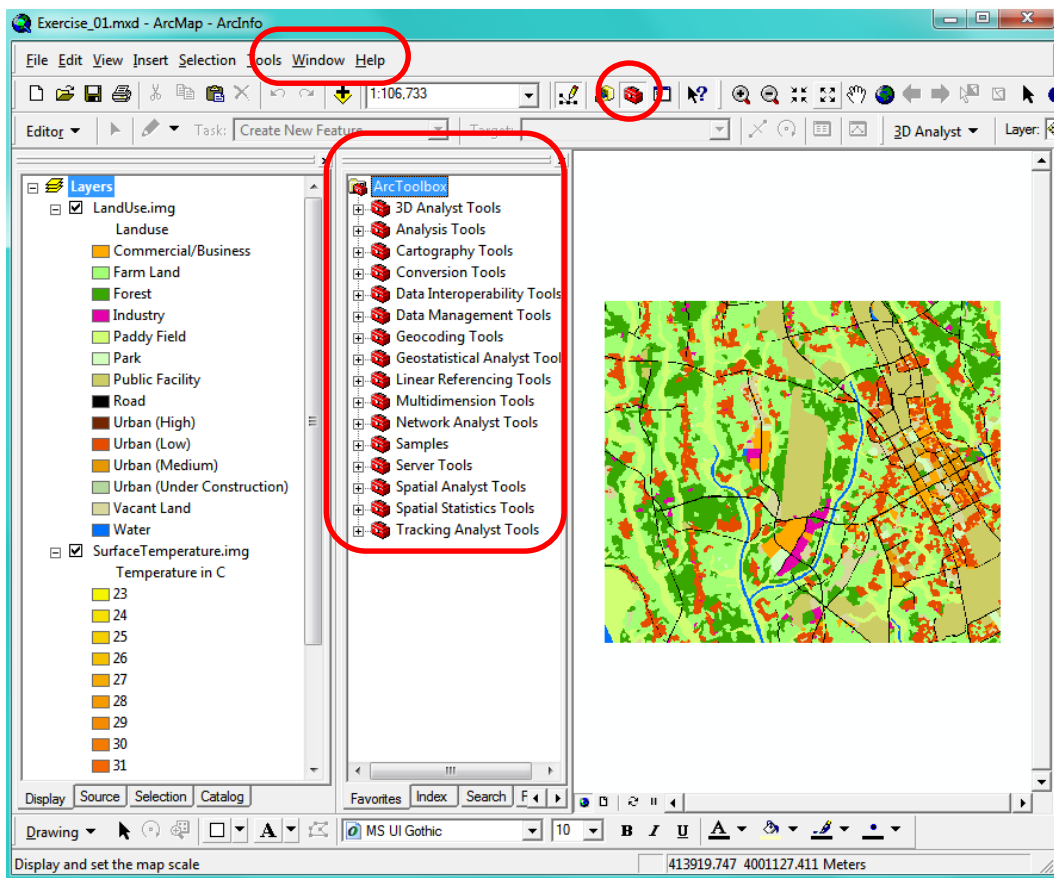 Exercise_01.mxd - ArcMap - ArcInfo
File Edit View Insert Selection Tools Window Help
1:106,733
Editor Task: Create New Feature Target: 3D Analyst Layer:
Layers
LandUse.img
Landuse
Commercial/Business
Farm Land
Forest
Industry
Paddy Field
Park
Public Facility
Road
Urban (High)
Urban (Low)
Urban (Medium)
Urban (Under Construction)
Vacant Land
Water
SurfaceTemperature.img
Temperature in C
23
24
25
26
27
28
29
30
31
Display Source Selection Catalog
ArcToolbox
3D Analyst Tools
Analysis Tools
Cartography Tools
Conversion Tools
Data Interoperability Tools
Data Management Tools
Geocoding Tools
Geostatistical Analyst Tool
Linear Referencing Tools
Multidimension Tools
Network Analyst Tools
Samples
Server Tools
Spatial Analyst Tools
Spatial Statistics Tools
Tracking Analyst Tools
Favorites Index Search
Drawing A MS UI Gothic 10 B I U A
Display and set the map scale 413919.747 4001127.411 Meters